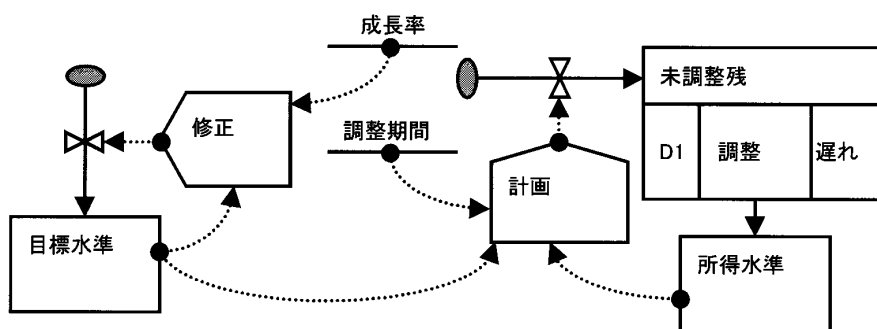 成長率
未調整残
修正
調整期間
D1 調整 遅れ
計画
目標水準
所得水準